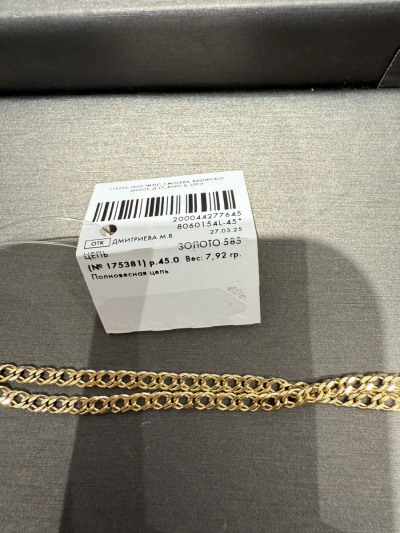 200044277645
8060154L-45*
27.03.25
ОТК ДМИТРИЕВА М.В.
ЦЕПЬ ЗОЛОТО 585
(№ 175381) р.45.0 Вес: 7,92 гр.
Полновесная цепь